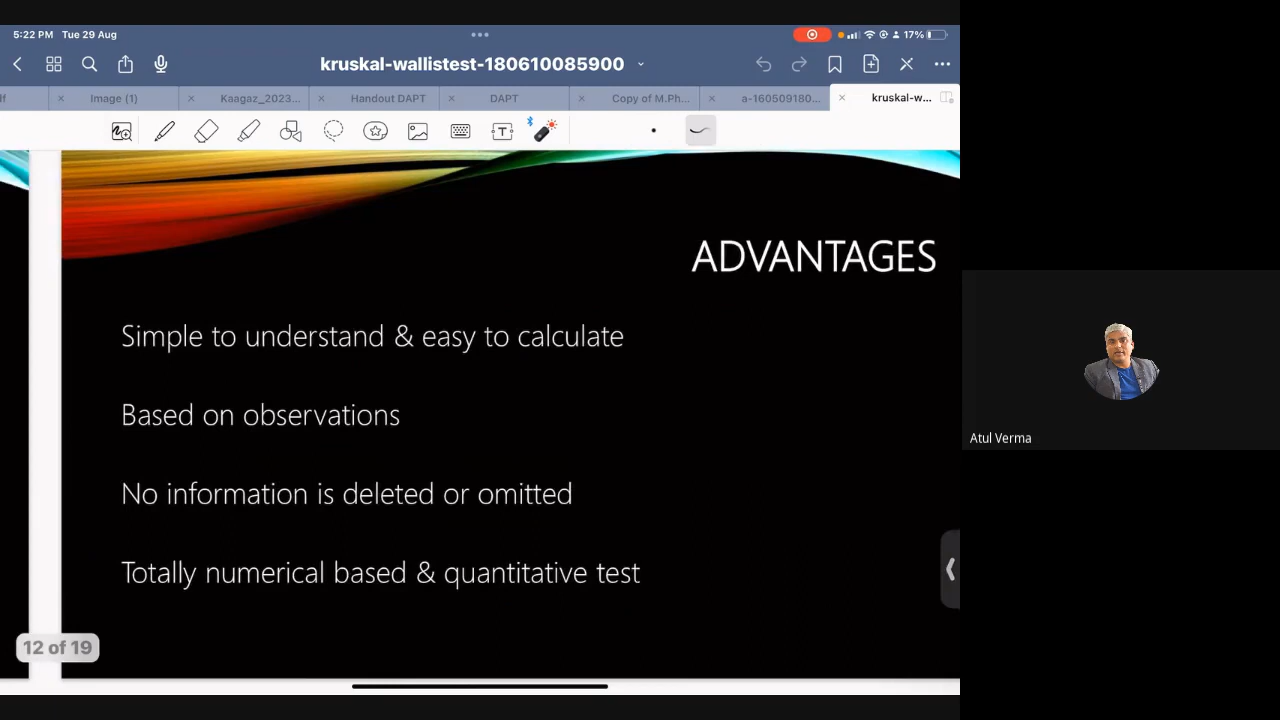 5:22 PM Tue 29 Aug
17%
kruskal-wallistest-180610085900
lf
Image (1)
Kaagaz_2023...
Handout DAPT
DAPT
Copy of M.Ph...
a-160509180...
kruskal-w...
T
ADVANTAGES
Simple to understand & easy to calculate
Based on observations
No information is deleted or omitted
Totally numerical based & quantitative test
12 of 19
Atul Verma